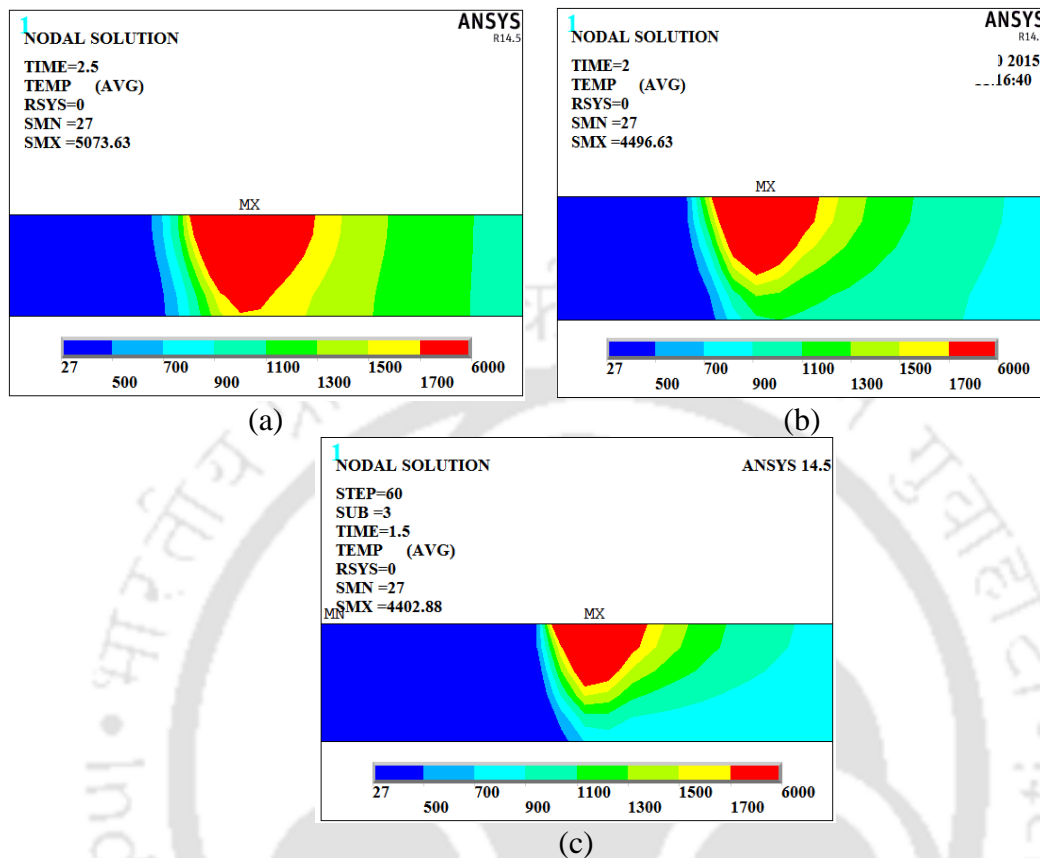 1
NODAL SOLUTION
TIME=2.5
TEMP (AVG)
RSYS=0
SMN =27
SMX =5073.63
ANSYS
R14.5
MX
27 700 1100 1500 6000
500 900 1300 1700
(a)
1
NODAL SOLUTION
TIME=2
TEMP (AVG)
RSYS=0
SMN =27
SMX =4496.63
ANSYS
R14.
2015
16:40
MX
27 700 1100 1500 6000
500 900 1300 1700
(b)
1
NODAL SOLUTION
STEP=60
SUB =3
TIME=1.5
TEMP (AVG)
RSYS=0
SMN =27
SMX =4402.88
ANSYS 14.5
MN MX
27 700 1100 1500 6000
500 900 1300 1700
(c)